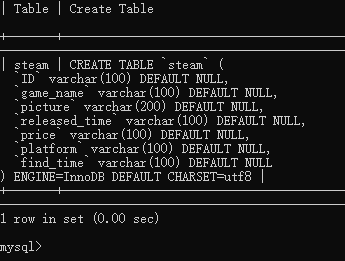 | Table | Create Table
+-------+
| steam | CREATE TABLE `steam` (
  `ID` varchar(100) DEFAULT NULL,
  `game_name` varchar(100) DEFAULT NULL,
  `picture` varchar(200) DEFAULT NULL,
  `released_time` varchar(100) DEFAULT NULL,
  `price` varchar(100) DEFAULT NULL,
  `platform` varchar(100) DEFAULT NULL,
  `find_time` varchar(100) DEFAULT NULL
) ENGINE=InnoDB DEFAULT CHARSET=utf8 |
+-------+
1 row in set (0.00 sec)
mysql>